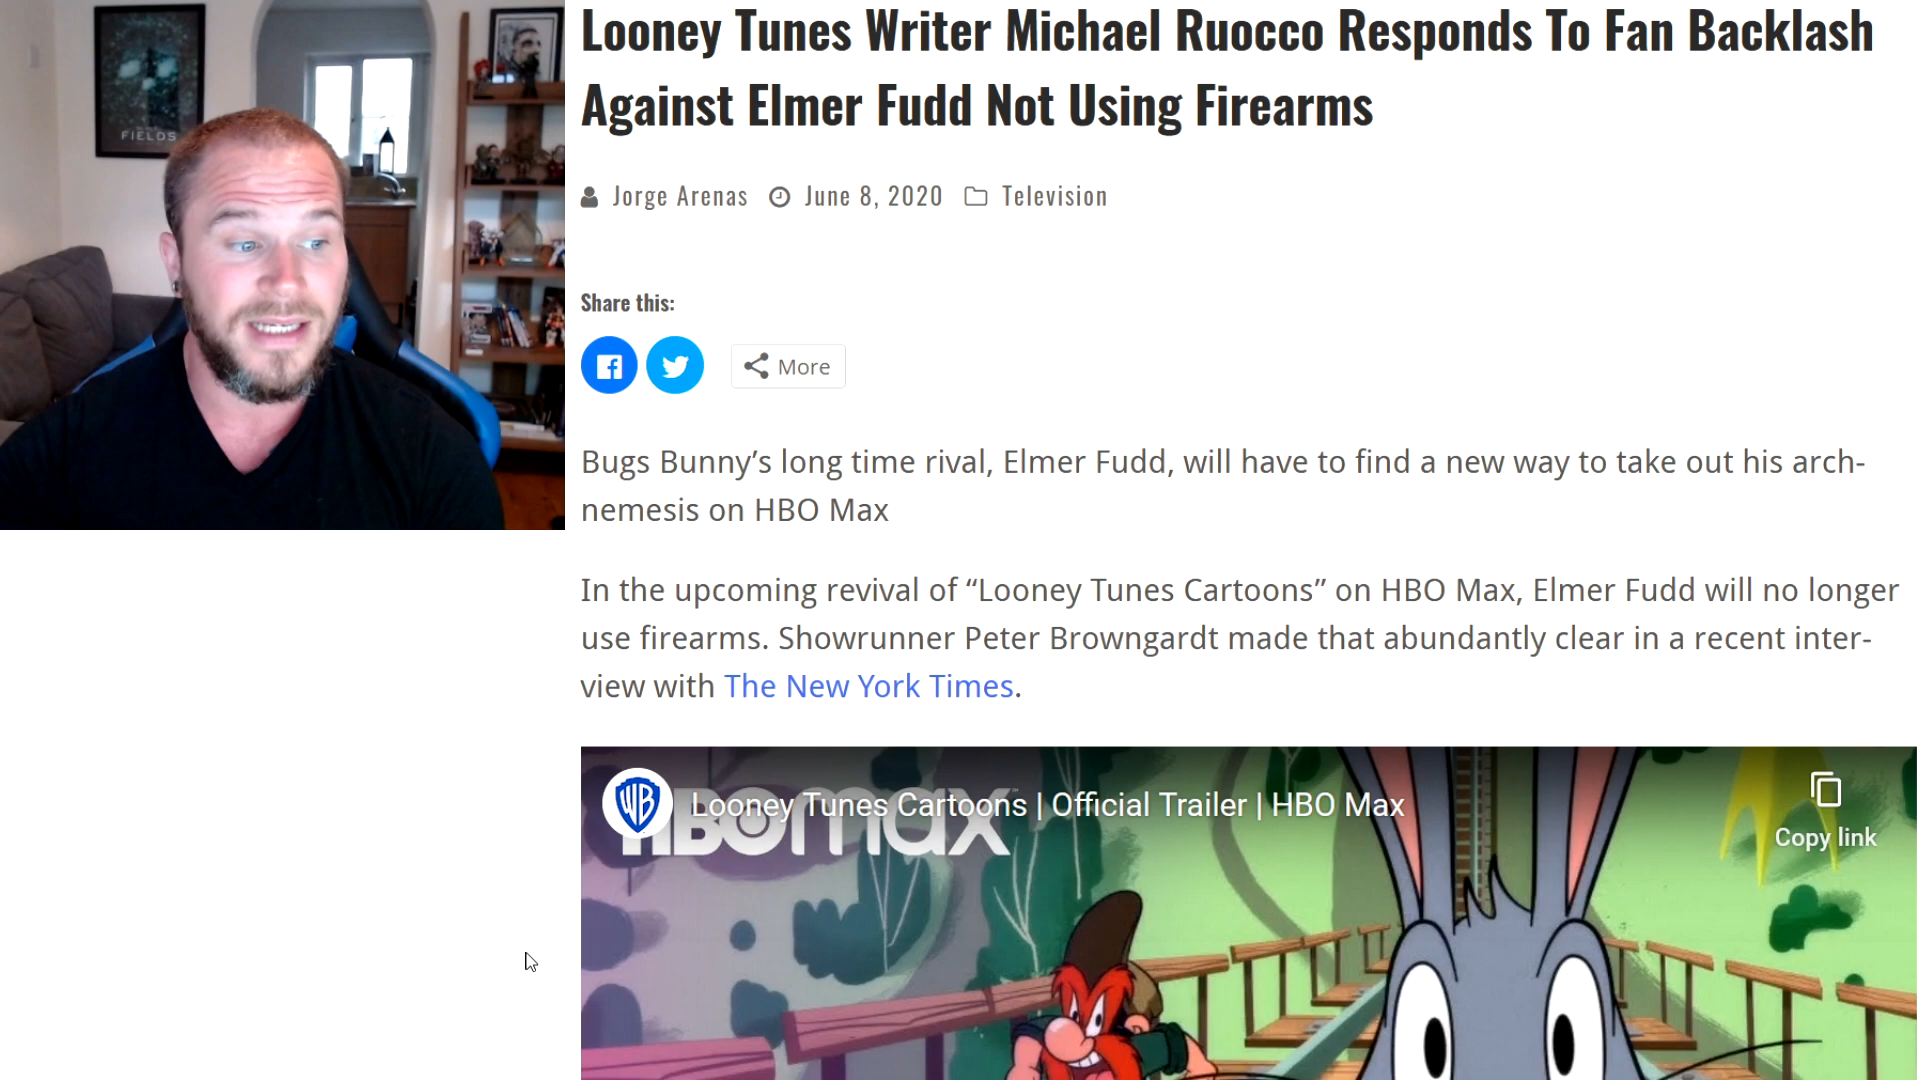 FIELDS
Looney Tunes Writer Michael Ruocco Responds To Fan Backlash
Against Elmer Fudd Not Using Firearms
Jorge Arenas June 8, 2020 Television
Share this:
More
Bugs Bunny’s long time rival, Elmer Fudd, will have to find a new way to take out his arch-
nemesis on HBO Max
In the upcoming revival of “Looney Tunes Cartoons” on HBO Max, Elmer Fudd will no longer
use firearms. Showrunner Peter Browngardt made that abundantly clear in a recent inter-
view with The New York Times.
WB
Looney Tunes Cartoons | Official Trailer | HBO Max
HBOmax
Copy link